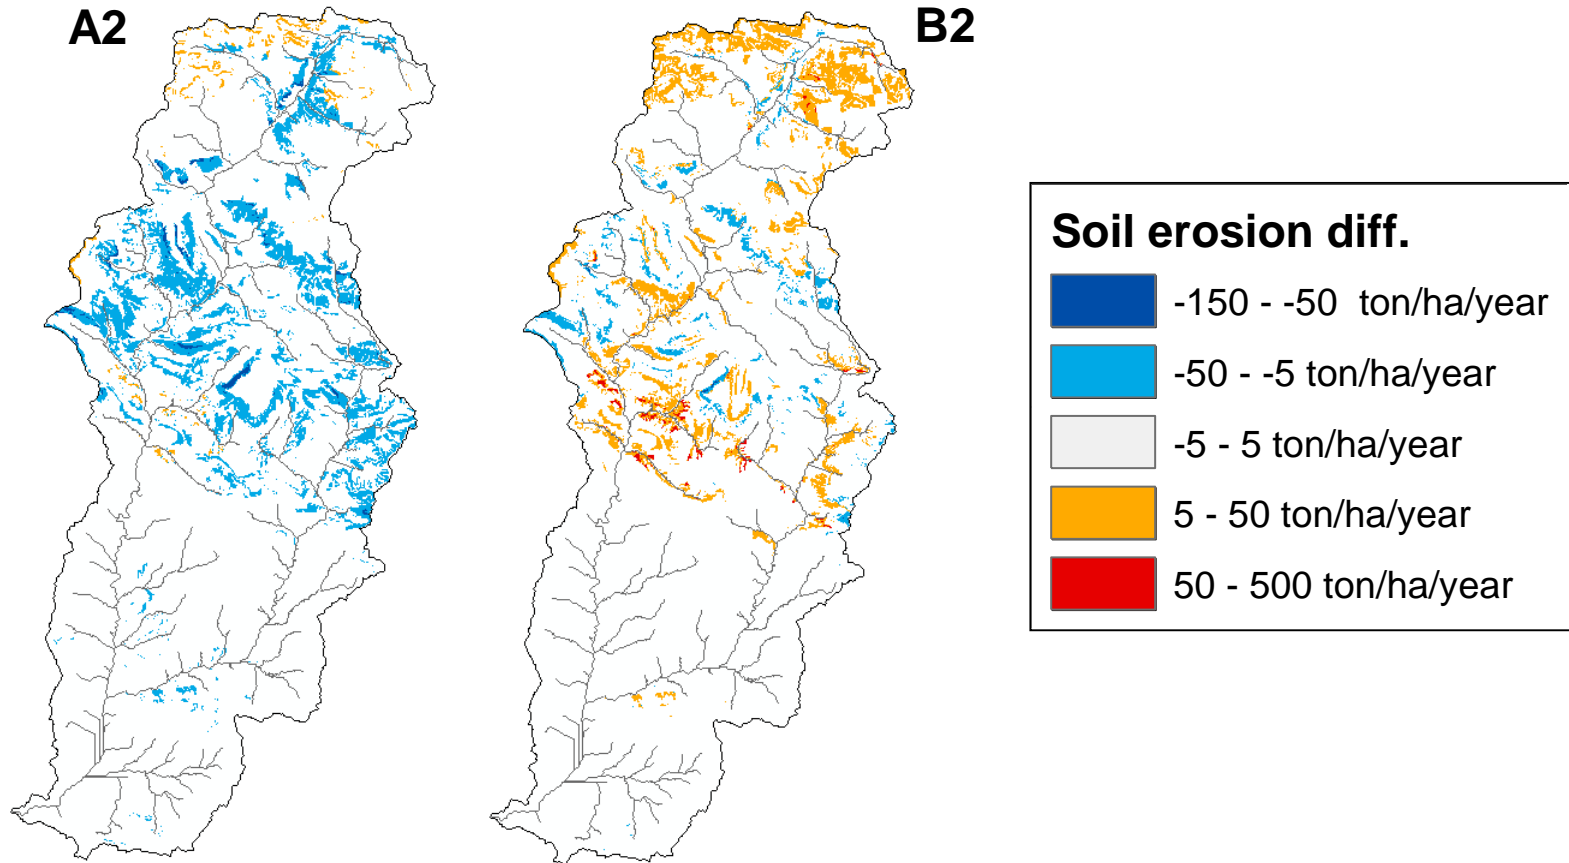 A2
B2
Soil erosion diff.
-150 - -50  ton/ha/year
-50 - -5 ton/ha/year
-5 - 5 ton/ha/year
5 - 50 ton/ha/year
50 - 500 ton/ha/year